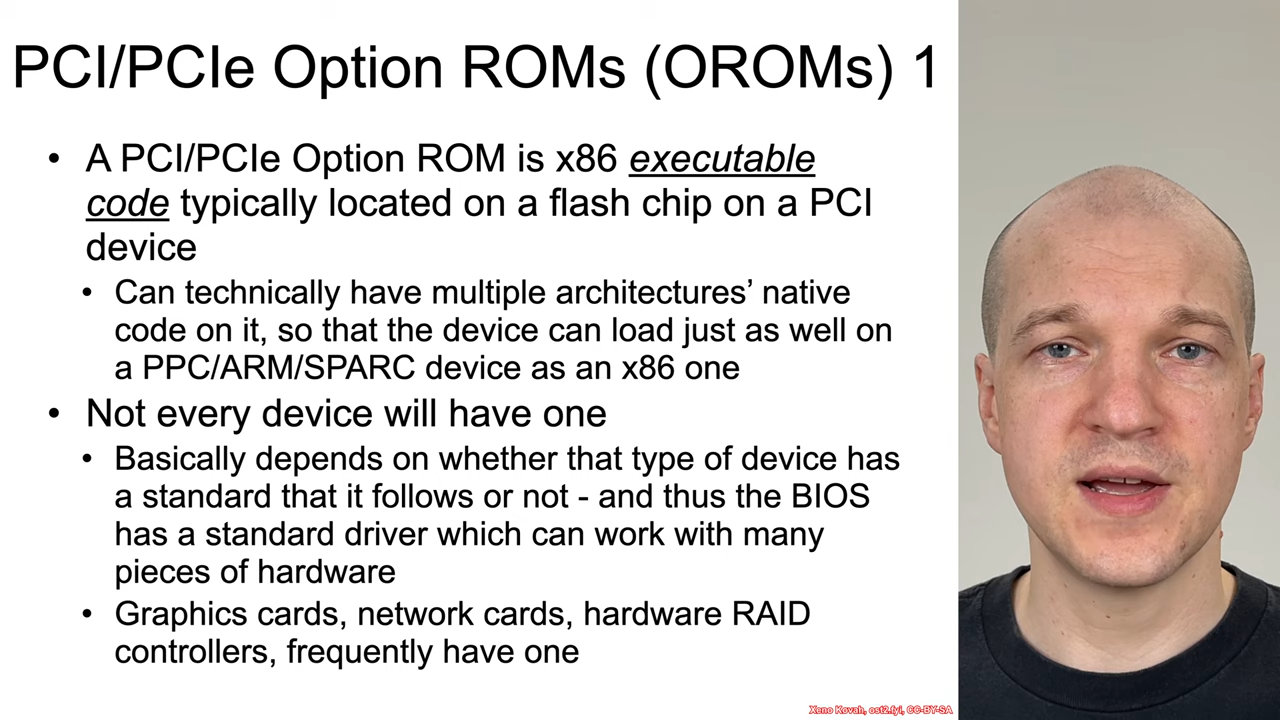 PCI/PCIe Option ROMs (OROMs) 1
• A PCI/PCIe Option ROM is x86 executable
code typically located on a flash chip on a PCI
device
• Can technically have multiple architectures’ native
code on it, so that the device can load just as well on
a PPC/ARM/SPARC device as an x86 one
• Not every device will have one
• Basically depends on whether that type of device has
a standard that it follows or not - and thus the BIOS
has a standard driver which can work with many
pieces of hardware
• Graphics cards, network cards, hardware RAID
controllers, frequently have one
Xeno Kovah, ost2.fyi, CC-BY-SA